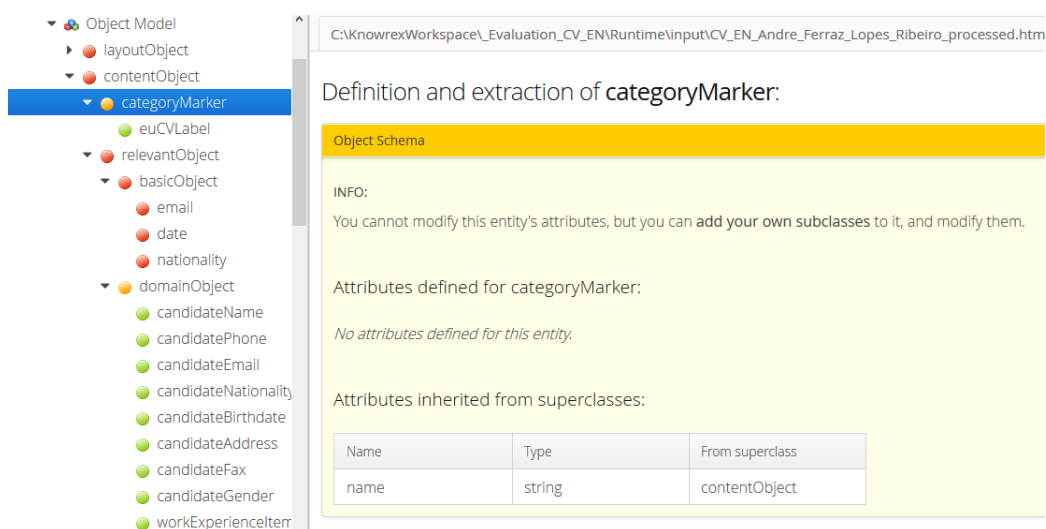 Object Model
layoutObject
contentObject
categoryMarker
euCVLabel
relevantObject
basicObject
email
date
nationality
domainObject
candidateName
candidatePhone
candidateEmail
candidateNationality
candidateBirthdate
candidateAddress
candidateFax
candidateGender
workExperienceItem
C:\KnowrexWorkspace\_Evaluation_CV_EN\Runtime\input\CV_EN_Andre_Ferraz_Lopes_Ribeiro_processed.htm
Definition and extraction of categoryMarker:
Object Schema
INFO:
You cannot modify this entity's attributes, but you can add your own subclasses to it, and modify them.
Attributes defined for categoryMarker:
No attributes defined for this entity.
Attributes inherited from superclasses:
Name Type From superclass
name string contentObject